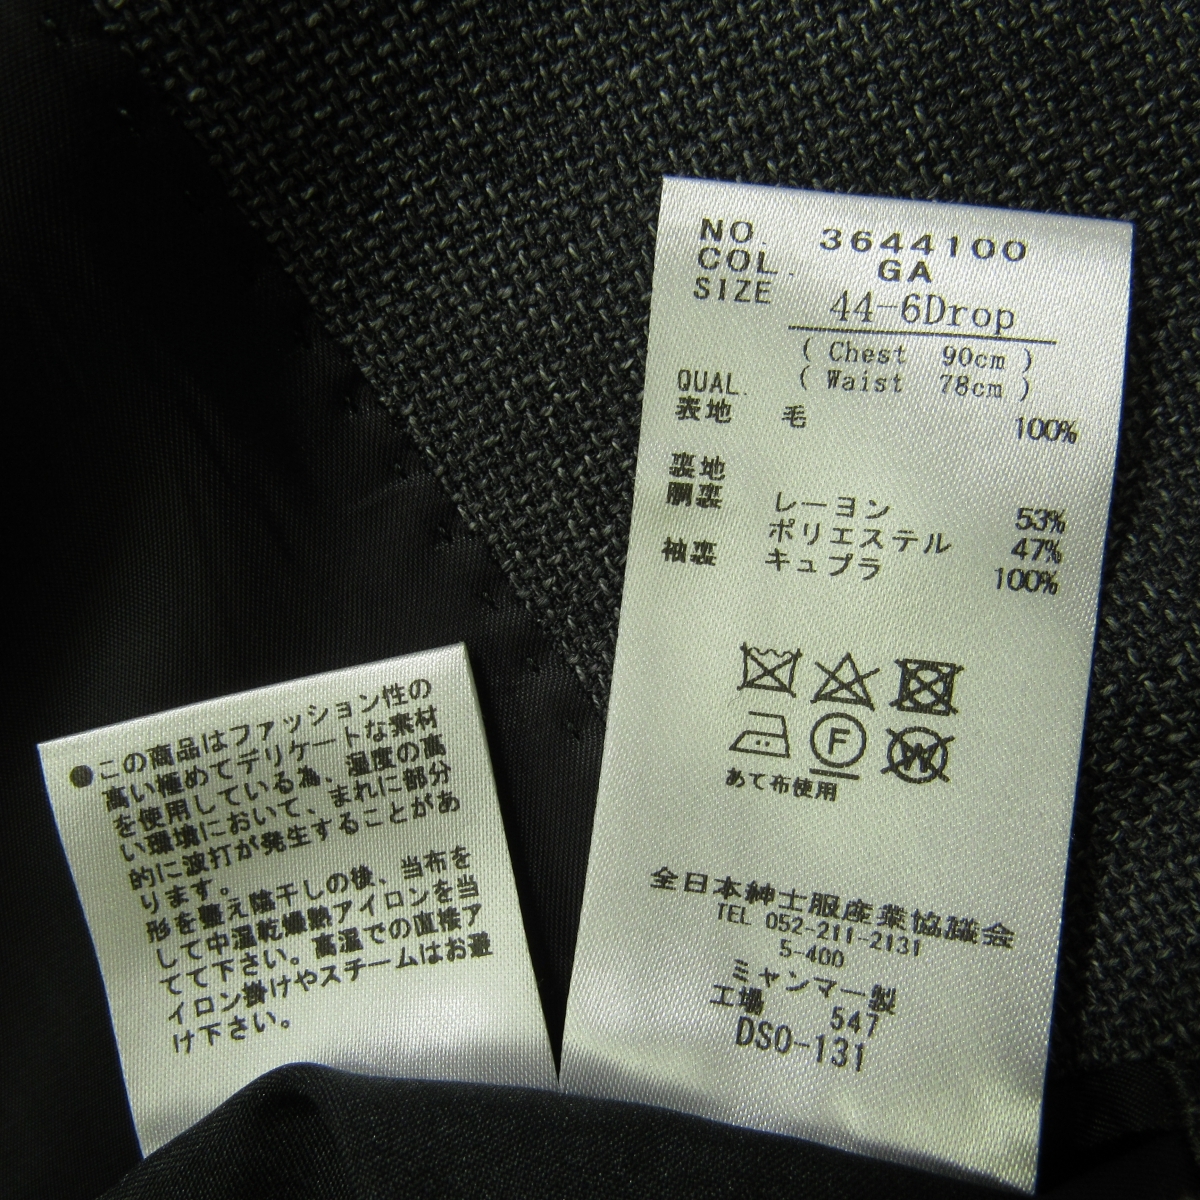 NO. 3644100
COL. GA
SIZE 44-6Drop
( Chest 90cm )
( Waist 78cm )
QUAL.
表地 毛 100%
裏地
胴裏 レーヨン 53%
ポリエステル 47%
袖裏 キュプラ 100%
F
W
あて布使用
全日本紳士服産業協議会
TEL 052-211-2131
5-400
ミャンマー製
工場 547
DSO-131
●この商品はファッション性の
高い極めてデリケートな素材
を使用している為、湿度の高
い環境において、まれに部分
的に波打が発生することがあ
ります。
形を整え陰干しの後、当布を
して中温乾燥熱アイロンを当
てて下さい。高温での直接ア
イロン掛けやスチームはお避
け下さい。